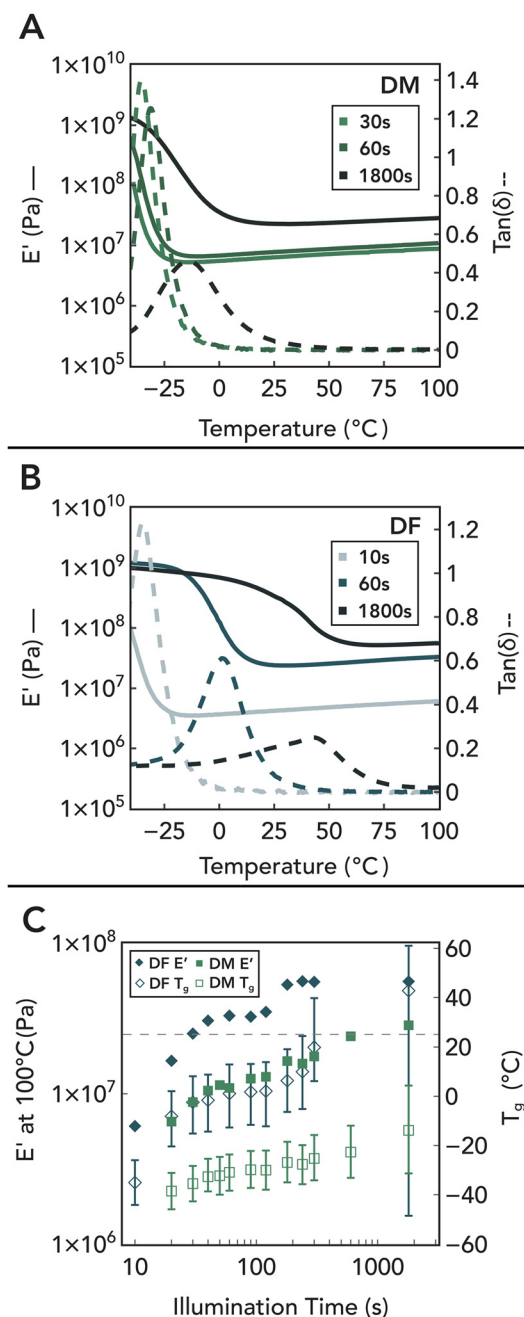 A
1×10¹⁰
1×10⁹
1×10⁸
1×10⁷
1×10⁶
1×10⁵
E' (Pa) —
DM
30s
60s
1800s
1.4
1.2
1
0.8
0.6
0.4
0.2
0
Tan(δ) --
−25 0 25 50 75 100
Temperature (°C)
B
1×10¹⁰
1×10⁹
1×10⁸
1×10⁷
1×10⁶
1×10⁵
E' (Pa) —
DF
10s
60s
1800s
1.2
1
0.8
0.6
0.4
0.2
0
Tan(δ) --
−25 0 25 50 75 100
Temperature (°C)
C
1×10⁸
1×10⁷
1×10⁶
E' at 100°C(Pa)
DF E' DM E'
DF Tg DM Tg
60
40
20
0
−20
−40
−60
Tg (°C)
10 100 1000
Illumination Time (s)